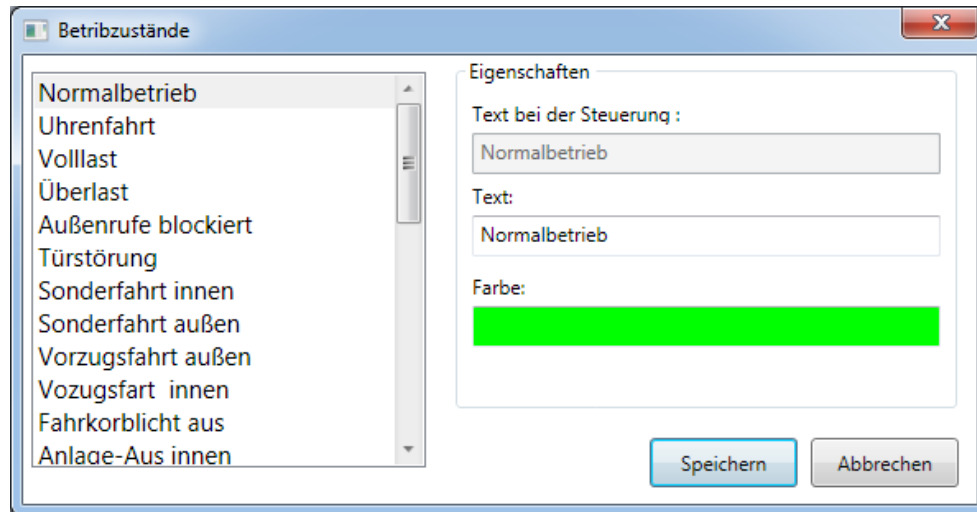 Betribzustände
Normalbetrieb
Uhrenfahrt
Volllast
Überlast
Außenrufe blockiert
Türstörung
Sonderfahrt innen
Sonderfahrt außen
Vorzugsfahrt außen
Vozugsfart  innen
Fahrkorblicht aus
Anlage-Aus innen
Eigenschaften
Text bei der Steuerung :
Normalbetrieb
Text:
Normalbetrieb
Farbe:
Speichern
Abbrechen